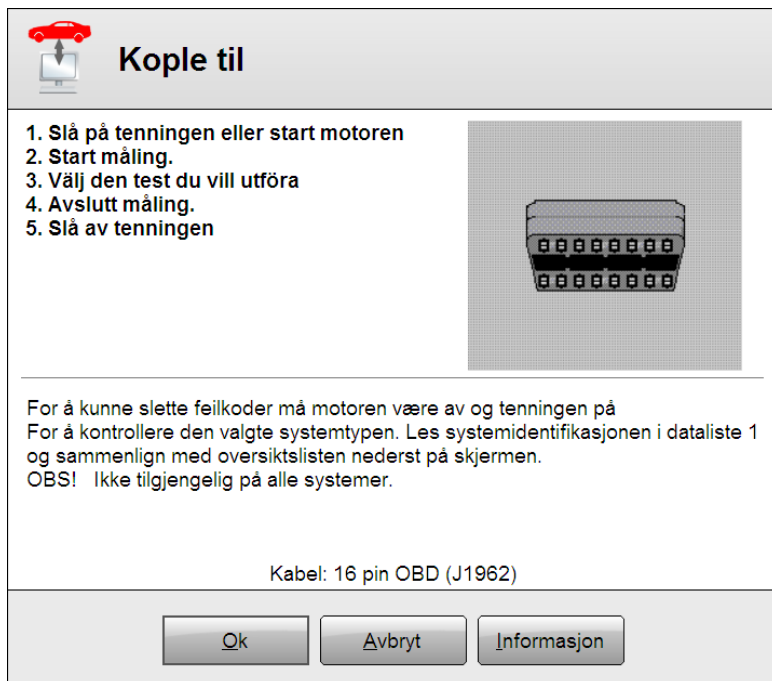 Kople til
1. Slå på tenningen eller start motoren
2. Start måling.
3. Välj den test du vill utföra
4. Avslutt måling.
5. Slå av tenningen
For å kunne slette feilkoder må motoren være av og tenningen på
For å kontrollere den valgte systemtypen. Les systemidentifikasjonen i dataliste 1
og sammenlign med oversiktslisten nederst på skjermen.
OBS!   Ikke tilgjengelig på alle systemer.
Kabel: 16 pin OBD (J1962)
Ok
Avbryt
Informasjon